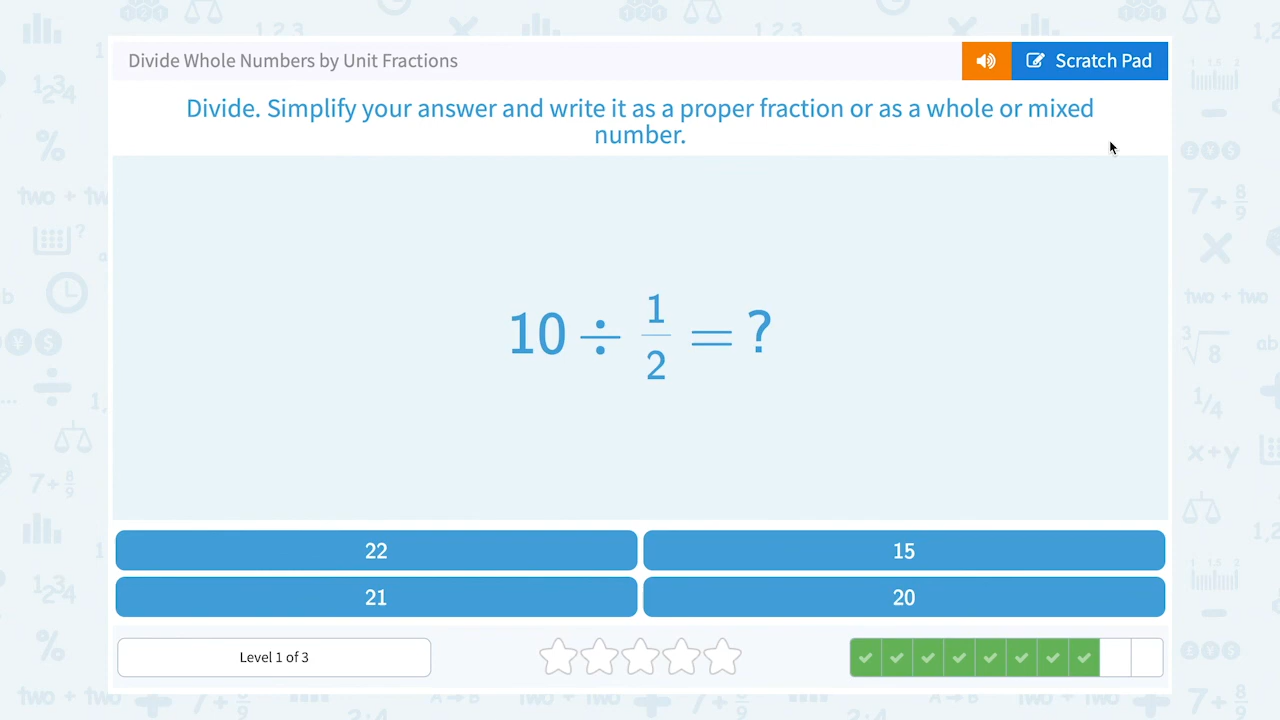 Divide Whole Numbers by Unit Fractions
Scratch Pad
Divide. Simplify your answer and write it as a proper fraction or as a whole or mixed
number.
10 ÷ 1/2 = ?
22
15
21
20
Level 1 of 3